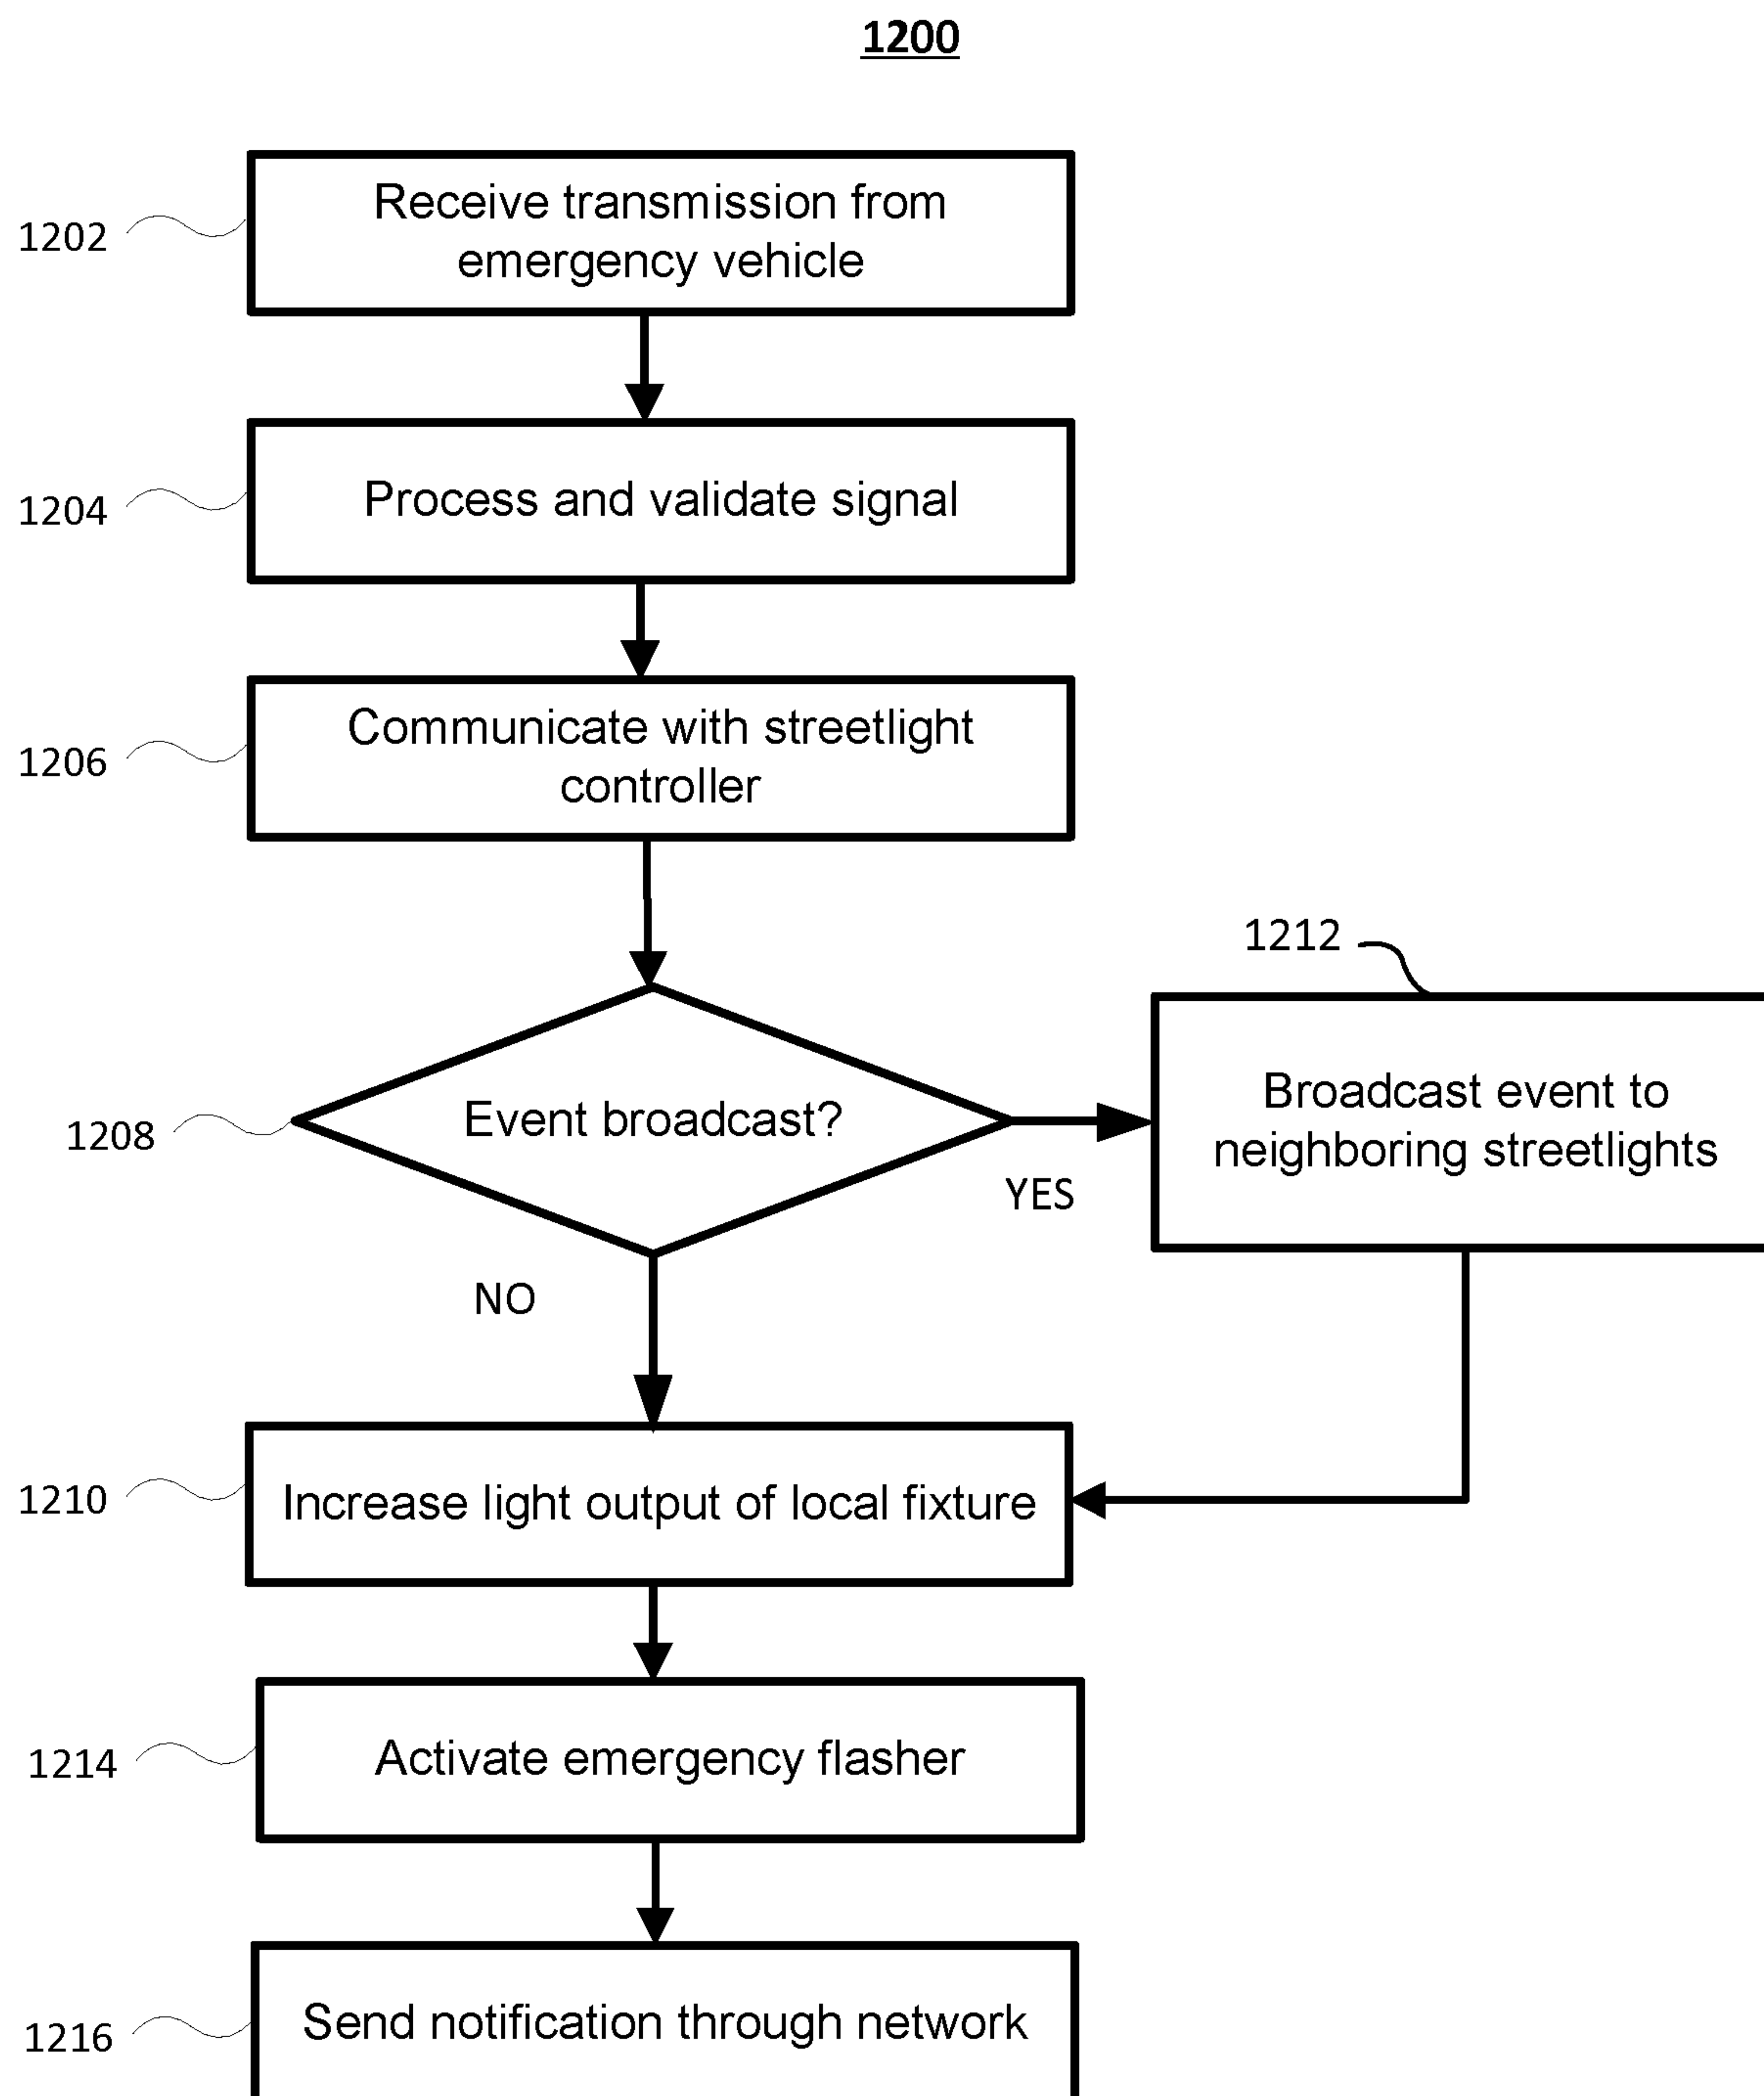 1200
1202
Receive transmission from
emergency vehicle
1204
Process and validate signal
1206
Communicate with streetlight
controller
1212
1208
Event broadcast?
YES
Broadcast event to
neighboring streetlights
NO
1210
Increase light output of local fixture
1214
Activate emergency flasher
1216
Send notification through network